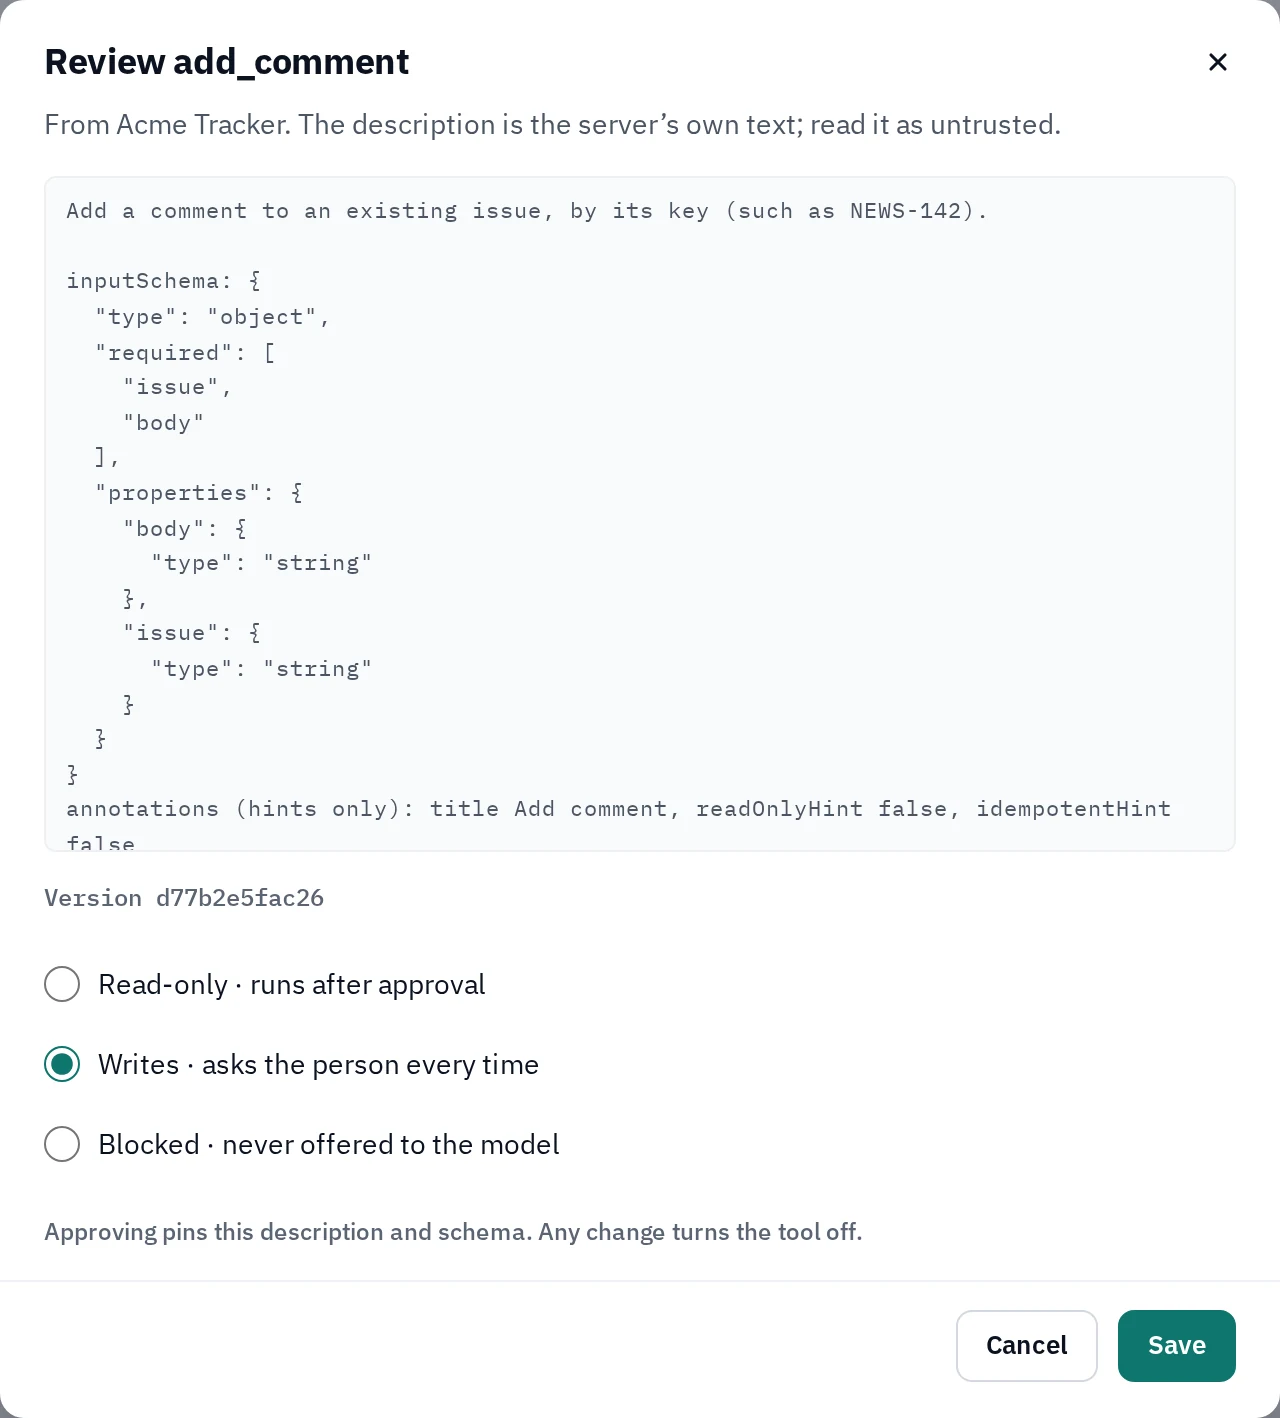 Review add_comment
From Acme Tracker. The description is the server’s own text; read it as untrusted.
Add a comment to an existing issue, by its key (such as NEWS-142).
inputSchema: {
  "type": "object",
  "required": [
    "issue",
    "body"
  ],
  "properties": {
    "body": {
      "type": "string"
    },
    "issue": {
      "type": "string"
    }
  }
}
annotations (hints only): title Add comment, readOnlyHint false, idempotentHint
false
Version d77b2e5fac26
Read-only · runs after approval
Writes · asks the person every time
Blocked · never offered to the model
Approving pins this description and schema. Any change turns the tool off.
Cancel
Save